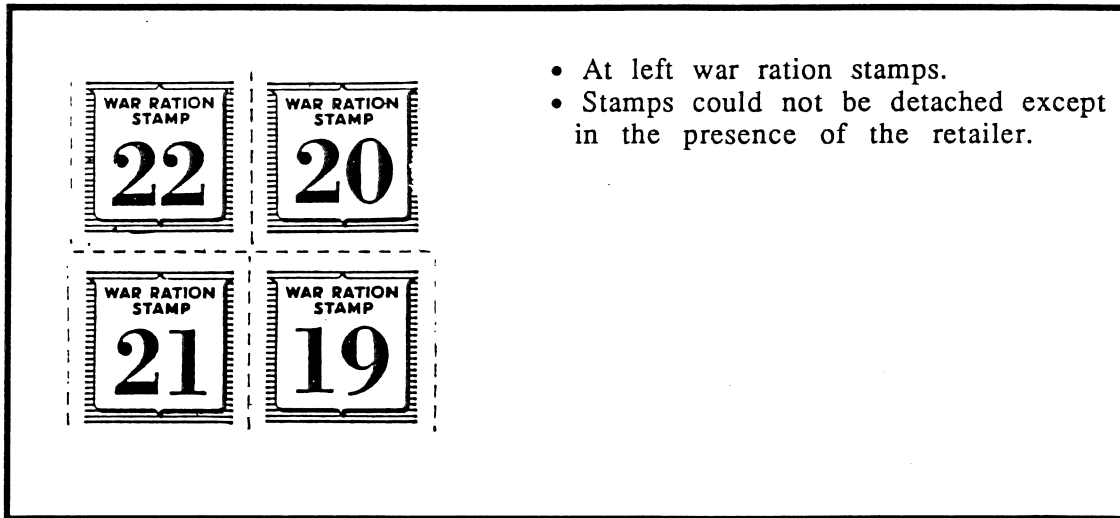 WAR RATION
STAMP
22
WAR RATION
STAMP
20
WAR RATION
STAMP
21
WAR RATION
STAMP
19
• At left war ration stamps.
• Stamps could not be detached except
in the presence of the retailer.